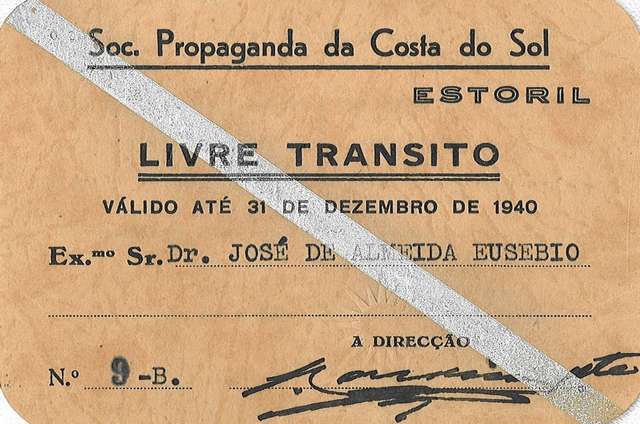 Soc. Propaganda da Costa do Sol
ESTORIL
LIVRE TRANSITO
VÁLIDO ATÉ 31 DE DEZEMBRO DE 1940
Ex.mo Sr. Dr. JOSÉ DE ALMEIDA EUSEBIO
A DIRECÇÃO
N.º 9-B.